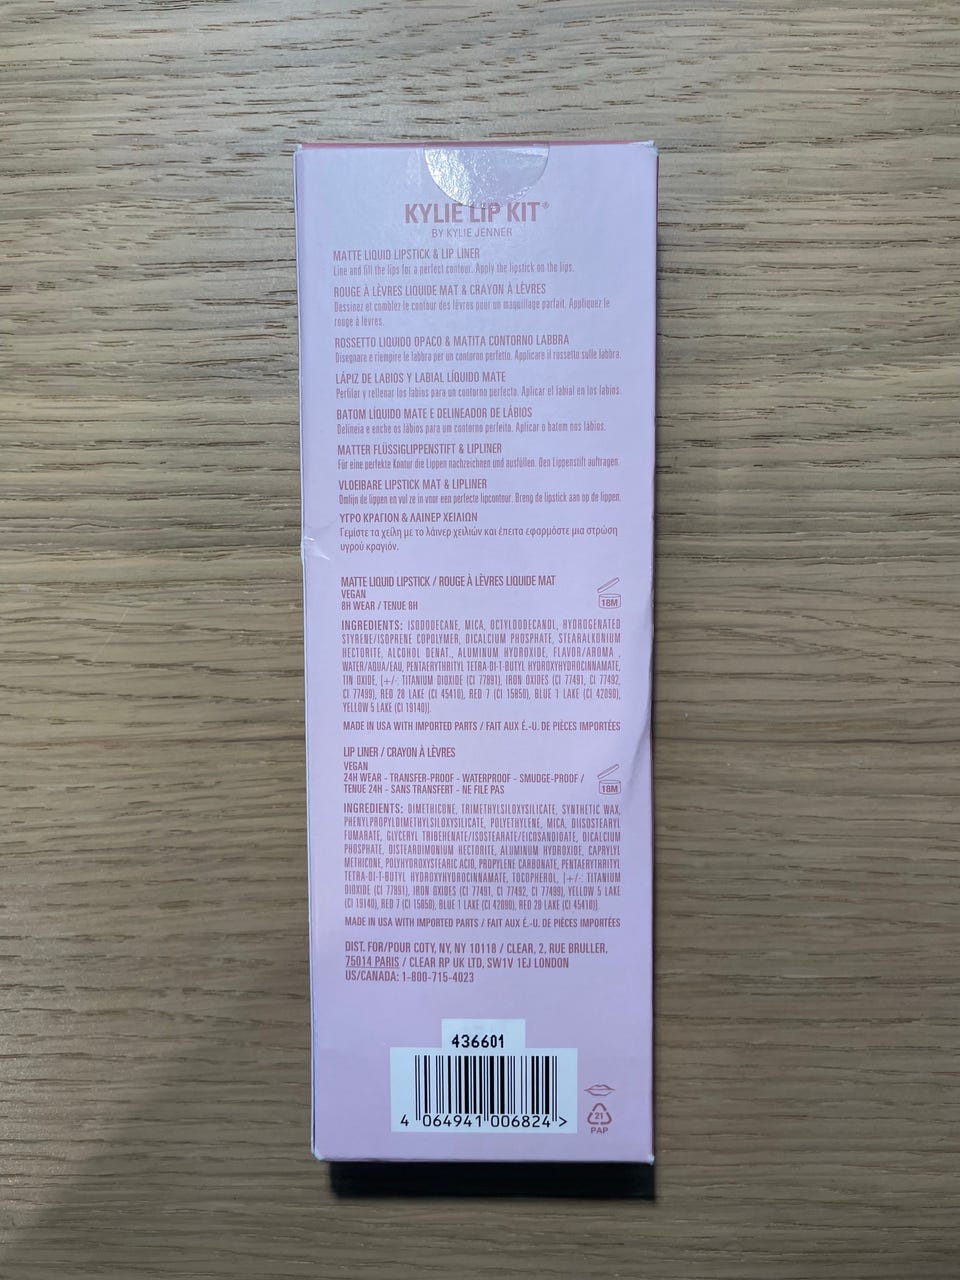 KYLIE LIP KIT®
BY KYLIE JENNER
MATTE LIQUID LIPSTICK & LIP LINER
Line and fill the lips for a perfect contour. Apply the lipstick on the lips.
ROUGE À LÈVRES LIQUIDE MAT & CRAYON À LÈVRES
Dessinez et comblez le contour des lèvres pour un maquillage parfait. Appliquez le
rouge à lèvres.
ROSSETTO LIQUIDO OPACO & MATITA CONTORNO LABBRA
Disegnare e riempire le labbra per un contorno perfetto. Applicare il rossetto sulle labbra.
LÁPIZ DE LABIOS Y LABIAL LÍQUIDO MATE
Perfilar y rellenar los labios para un contorno perfecto. Aplicar el labial en los labios.
BATOM LÍQUIDO MATE E DELINEADOR DE LÁBIOS
Delineia e enche os lábios para um contorno perfeito. Aplicar o batom nos lábios.
MATTER FLÜSSIGLIPPENSTIFT & LIPLINER
Für eine perfekte Kontur die Lippen nachzeichnen und ausfüllen. Den Lippenstift auftragen.
VLOEIBARE LIPSTICK MAT & LIPLINER
Omlijn de lippen en vul ze in voor een perfecte lipcontour. Breng de lipstick aan op de lippen.
ΥΓΡΟ ΚΡΑΓΙΟΝ & ΛΑΙΝΕΡ ΧΕΙΛΙΩΝ
Γεμίστε τα χείλη με το λάινερ χειλιών και έπειτα εφαρμόστε μια στρώση
υγρού κραγιόν.
MATTE LIQUID LIPSTICK / ROUGE À LÈVRES LIQUIDE MAT
VEGAN
8H WEAR / TENUE 8H
18M
INGREDIENTS: ISODODECANE, MICA, OCTYLDODECANOL, HYDROGENATED
STYRENE/ISOPRENE COPOLYMER, DICALCIUM PHOSPHATE, STEARALKONIUM
HECTORITE, ALCOHOL DENAT., ALUMINUM HYDROXIDE, FLAVOR/AROMA ,
WATER/AQUA/EAU, PENTAERYTHRITYL TETRA-DI-T-BUTYL HYDROXYHYDROCINNAMATE,
TIN OXIDE, [+/-: TITANIUM DIOXIDE (CI 77891), IRON OXIDES (CI 77491, CI 77492,
CI 77499), RED 28 LAKE (CI 45410), RED 7 (CI 15850), BLUE 1 LAKE (CI 42090),
YELLOW 5 LAKE (CI 19140)].
MADE IN USA WITH IMPORTED PARTS / FAIT AUX É.-U. DE PIÈCES IMPORTÉES
LIP LINER / CRAYON À LÈVRES
VEGAN
24H WEAR - TRANSFER-PROOF - WATERPROOF - SMUDGE-PROOF /
TENUE 24H - SANS TRANSFERT - NE FILE PAS
18M
INGREDIENTS: DIMETHICONE, TRIMETHYLSILOXYSILICATE, SYNTHETIC WAX,
PHENYLPROPYLDIMETHYLSILOXYSILICATE, POLYETHYLENE, MICA, DIISOSTEARYL
FUMARATE, GLYCERYL TRIBEHENATE/ISOSTEARATE/EICOSANDIOATE, DICALCIUM
PHOSPHATE, DISTEARDIMONIUM HECTORITE, ALUMINUM HYDROXIDE, CAPRYLYL
METHICONE, POLYHYDROXYSTEARIC ACID, PROPYLENE CARBONATE, PENTAERYTHRITYL
TETRA-DI-T-BUTYL HYDROXYHYDROCINNAMATE, TOCOPHEROL, [+/-: TITANIUM
DIOXIDE (CI 77891), IRON OXIDES (CI 77491, CI 77492, CI 77499), YELLOW 5 LAKE
(CI 19140), RED 7 (CI 15850), BLUE 1 LAKE (CI 42090), RED 28 LAKE (CI 45410)].
MADE IN USA WITH IMPORTED PARTS / FAIT AUX É.-U. DE PIÈCES IMPORTÉES
DIST. FOR/POUR COTY, NY, NY 10118 / CLEAR, 2, RUE BRULLER,
75014 PARIS / CLEAR RP UK LTD, SW1V 1EJ LONDON
US/CANADA: 1-800-715-4023
436601
4 064941 006824 >
21
PAP